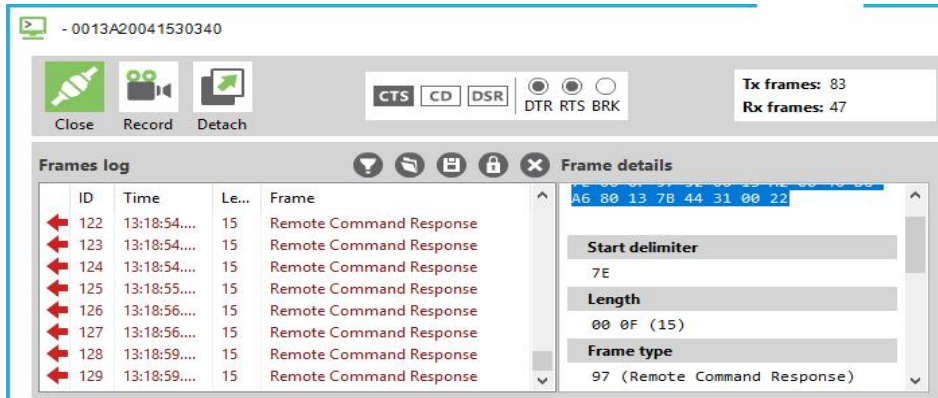 - 0013A20041530340
Close Record Detach
CTS CD DSR
DTR RTS BRK
Tx frames: 83
Rx frames: 47
Frames log
ID Time Le... Frame
122 13:18:54.... 15 Remote Command Response
123 13:18:54.... 15 Remote Command Response
124 13:18:54.... 15 Remote Command Response
125 13:18:55.... 15 Remote Command Response
126 13:18:56.... 15 Remote Command Response
127 13:18:56.... 15 Remote Command Response
128 13:18:59.... 15 Remote Command Response
129 13:18:59.... 15 Remote Command Response
Frame details
A6 80 13 7B 44 31 00 22
Start delimiter
7E
Length
00 0F (15)
Frame type
97 (Remote Command Response)